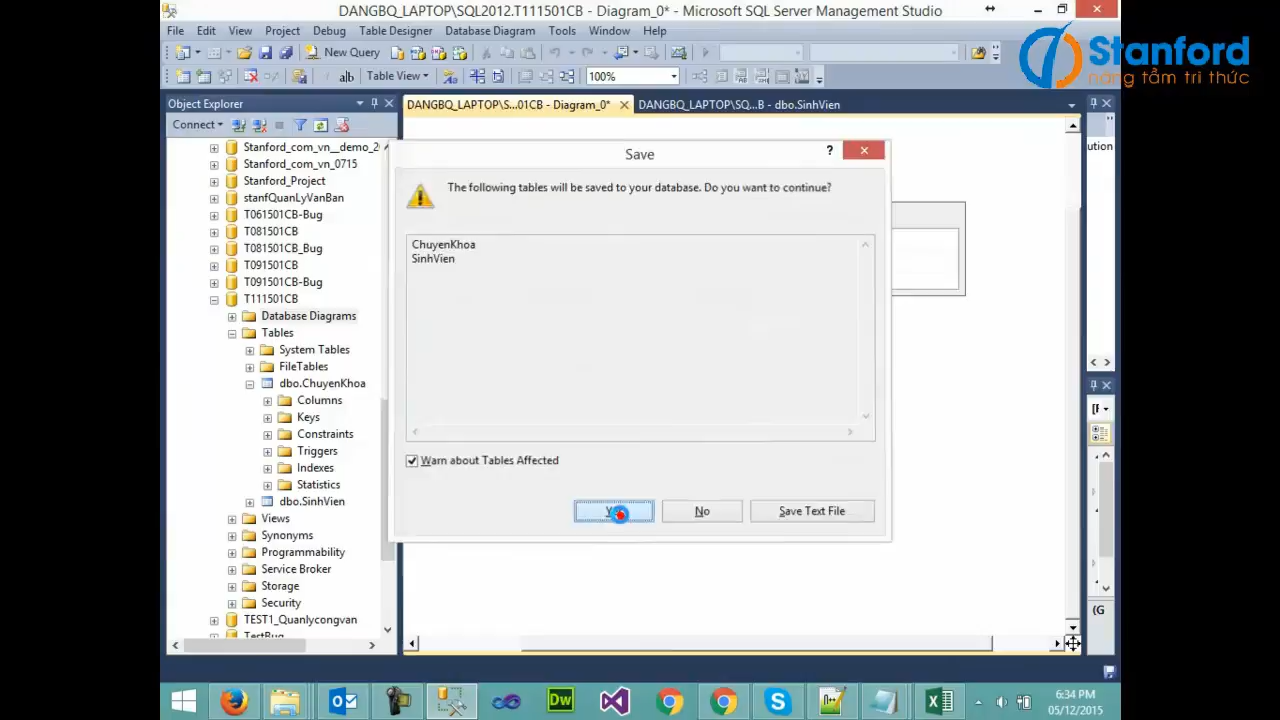 DANGBQ_LAPTOP\SQL2012.T111501CB - Diagram_0* - Microsoft SQL Server Management Studio
Stanford
nâng tầm tri thức
File Edit View Project Debug Table Designer Database Diagram Tools Window Help
New Query
Table View
100%
Object Explorer
DANGBQ_LAPTOP\S...01CB - Diagram_0*
DANGBQ_LAPTOP\SQ...B - dbo.SinhVien
Connect
Stanford_com_vn__demo_2
Stanford_com_vn_0715
Stanford_Project
stanfQuanLyVanBan
T061501CB-Bug
T081501CB
T081501CB_Bug
T091501CB
T091501CB-Bug
T111501CB
Database Diagrams
Tables
System Tables
FileTables
dbo.ChuyenKhoa
Columns
Keys
Constraints
Triggers
Indexes
Statistics
dbo.SinhVien
Views
Synonyms
Programmability
Service Broker
Storage
Security
TEST1_Quanlycongvan
TestBug
Save
?
The following tables will be saved to your database. Do you want to continue?
ChuyenKhoa
SinhVien
Warn about Tables Affected
No
Save Text File
ution
(G
6:34 PM
05/12/2015